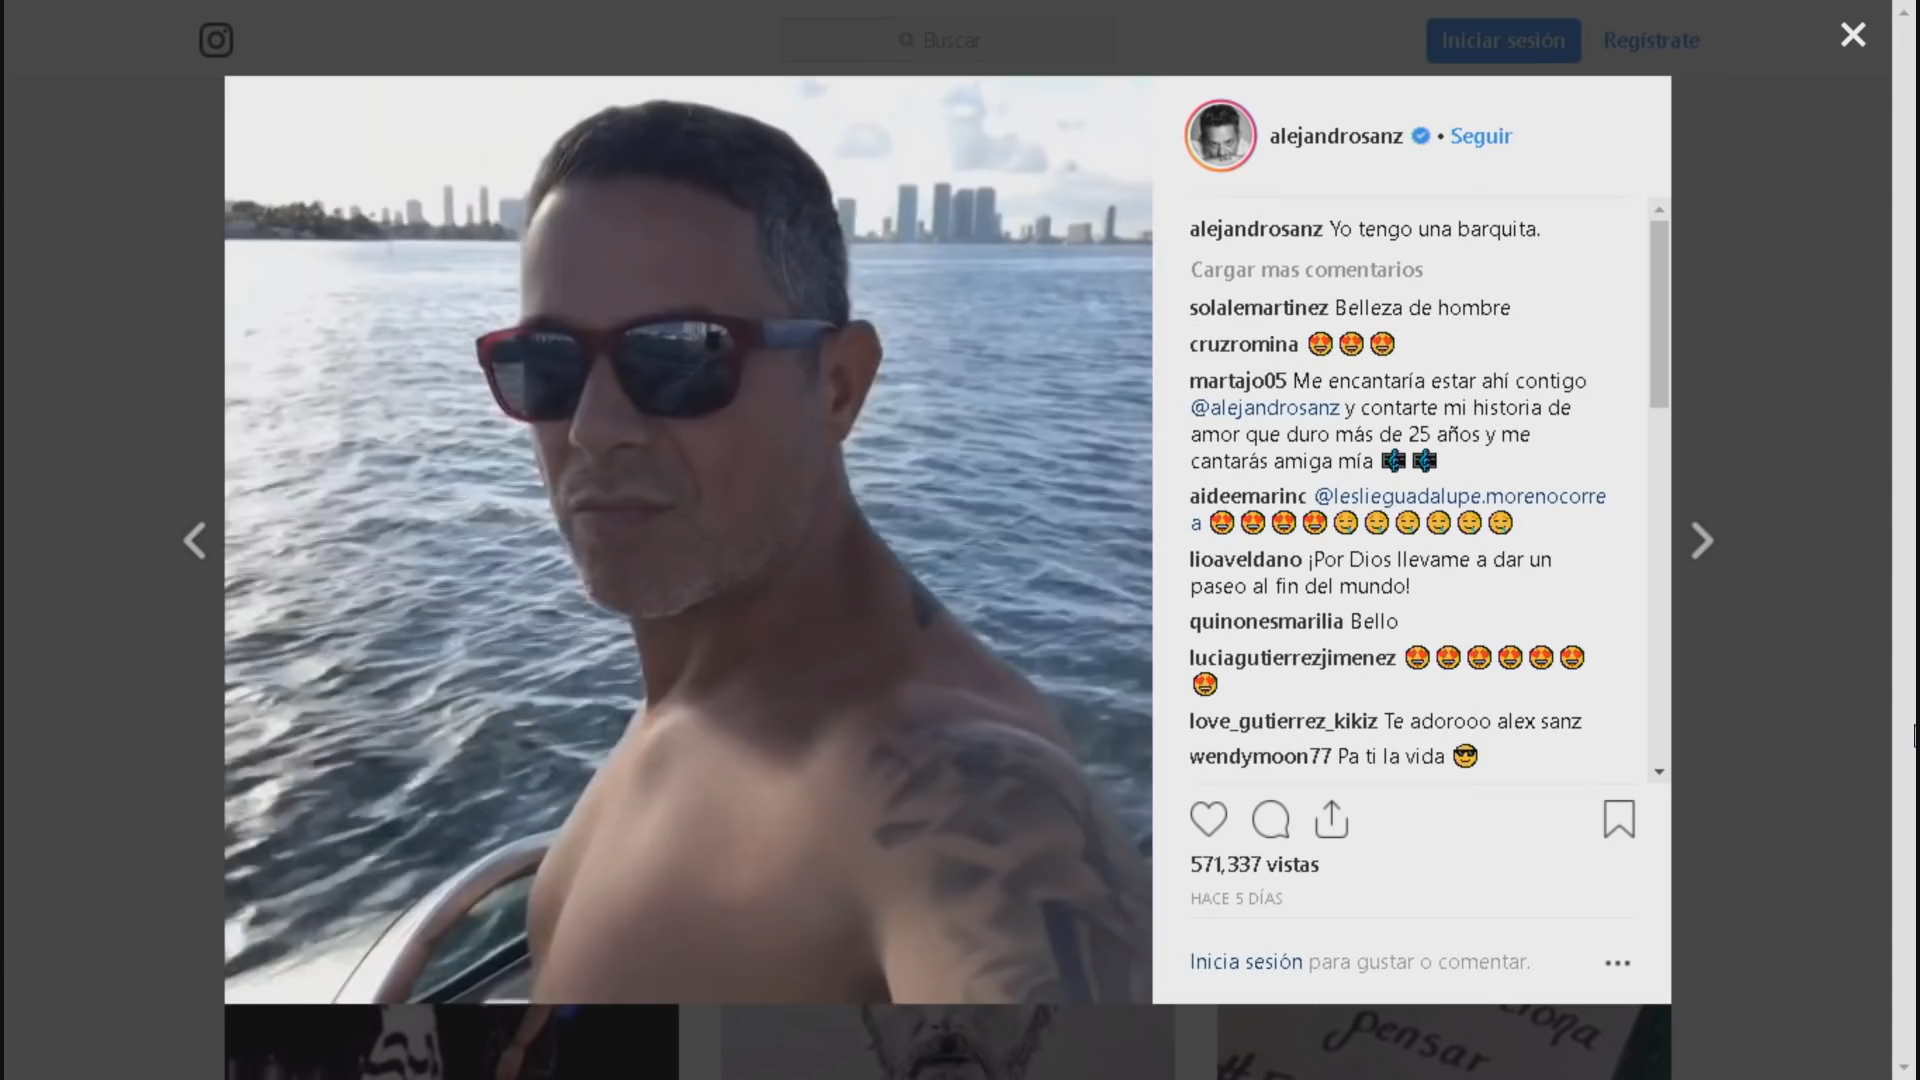 Buscar
Iniciar sesión
Regístrate
alejandrosanz • Seguir
alejandrosanz Yo tengo una barquita.
Cargar mas comentarios
solalemartinez Belleza de hombre
cruzromina 😍😍😍
martajo05 Me encantaría estar ahí contigo
@alejandrosanz y contarte mi historia de
amor que duro más de 25 años y me
cantarás amiga mía 🎼🎼
aideemarinc @leslieguadalupe.morenocorre
a 😍😍😍😍🤤🤤🤤🤤🤤🤤
lioaveldano ¡Por Dios llevame a dar un
paseo al fin del mundo!
quinonesmarilia Bello
luciagutierrezjimenez 😍😍😍😍😍😍
😍
love_gutierrez_kikiz Te adorooo alex sanz
wendymoon77 Pa ti la vida 😎
571,337 vistas
HACE 5 DÍAS
Inicia sesión para gustar o comentar.
pensar